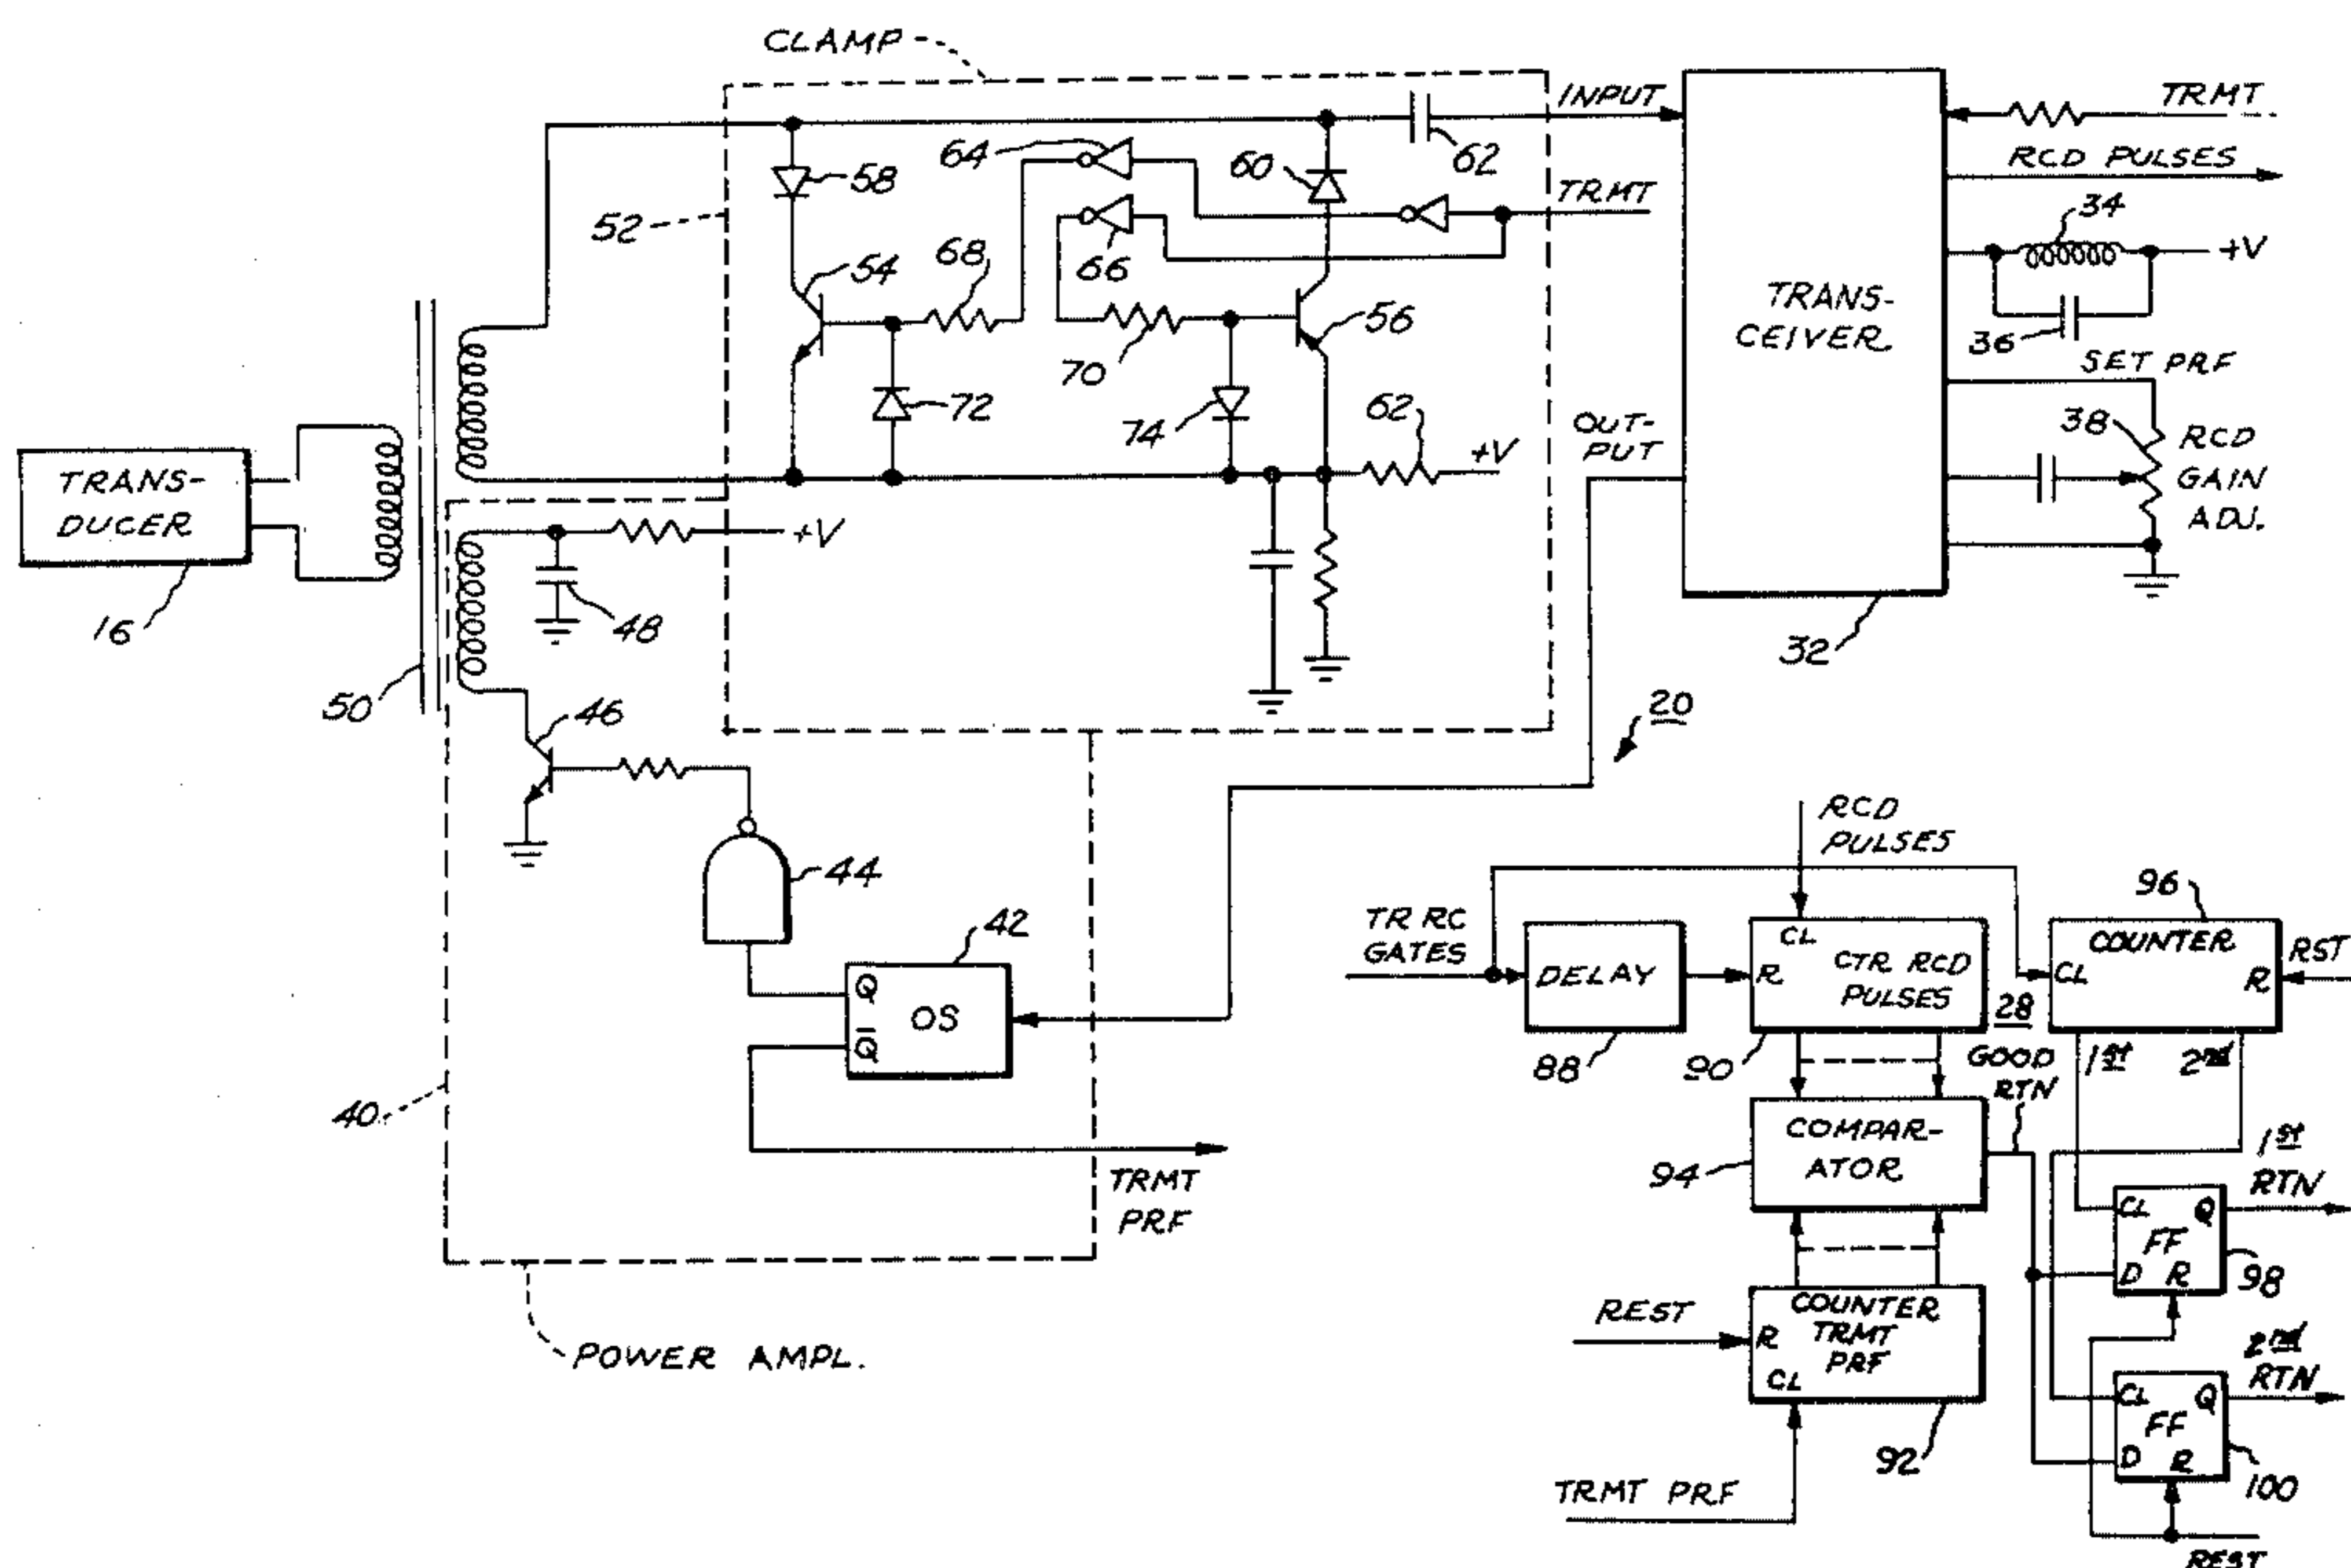 CLAMP
INPUT
TRMT
64
62
RCD PULSES
58
60
TRMT
34
52
+V
68
66
54
56
TRANS-
CEIVER
36
70
SET PRF
72
74
62
OUT-
PUT
38
RCD
GAIN
ADJ.
+V
TRANS-
DUCER
+V
16
48
32
50
46
20
RCD
PULSES
44
96
42
TR RC
GATES
CL
COUNTER
RST
DELAY
R
CTR RCD
PULSES
CL
R
Q
OS
Q̅
28
88
90
GOOD
RTN
1st
2nd
40
COMPAR-
ATOR
94
1st
RTN
TRMT
PRF
CL
Q
FF
D
R
98
REST
COUNTER
TRMT
PRF
R
CL
2nd
RTN
POWER AMPL.
CL
Q
FF
D
R
92
100
TRMT PRF
REST